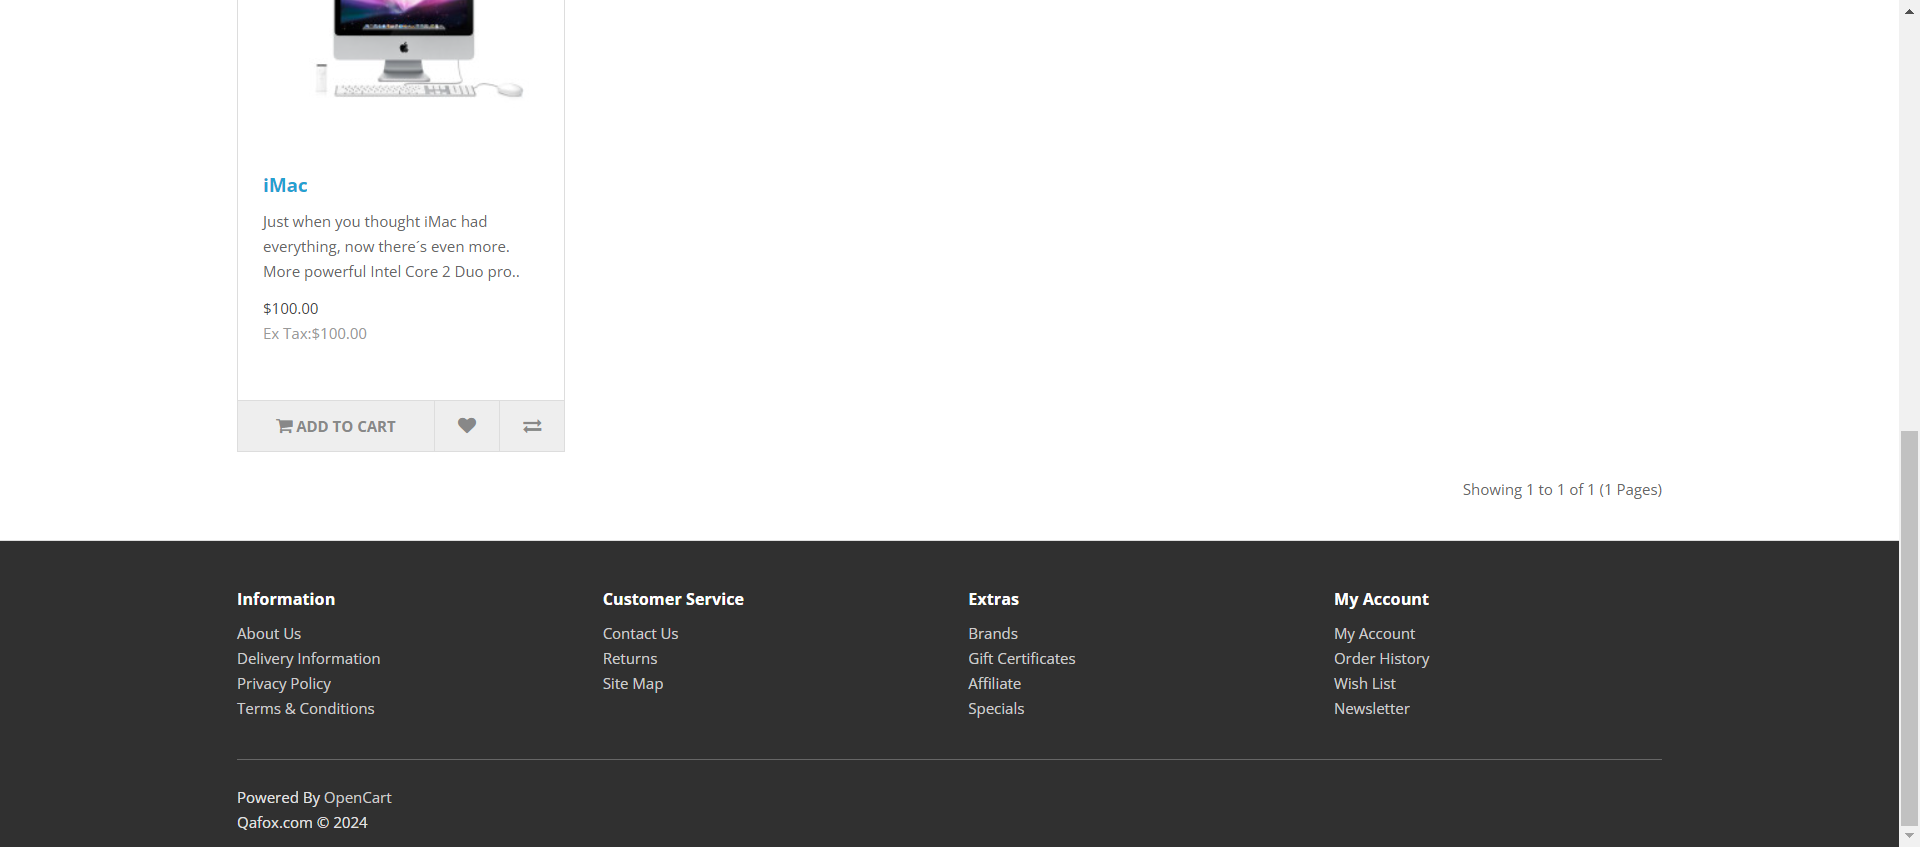 iMac
Just when you thought iMac had
everything, now there´s even more.
More powerful Intel Core 2 Duo pro..
$100.00
Ex Tax:$100.00
ADD TO CART
Showing 1 to 1 of 1 (1 Pages)
Information
About Us
Delivery Information
Privacy Policy
Terms & Conditions
Customer Service
Contact Us
Returns
Site Map
Extras
Brands
Gift Certificates
Affiliate
Specials
My Account
My Account
Order History
Wish List
Newsletter
Powered By OpenCart
Qafox.com © 2024